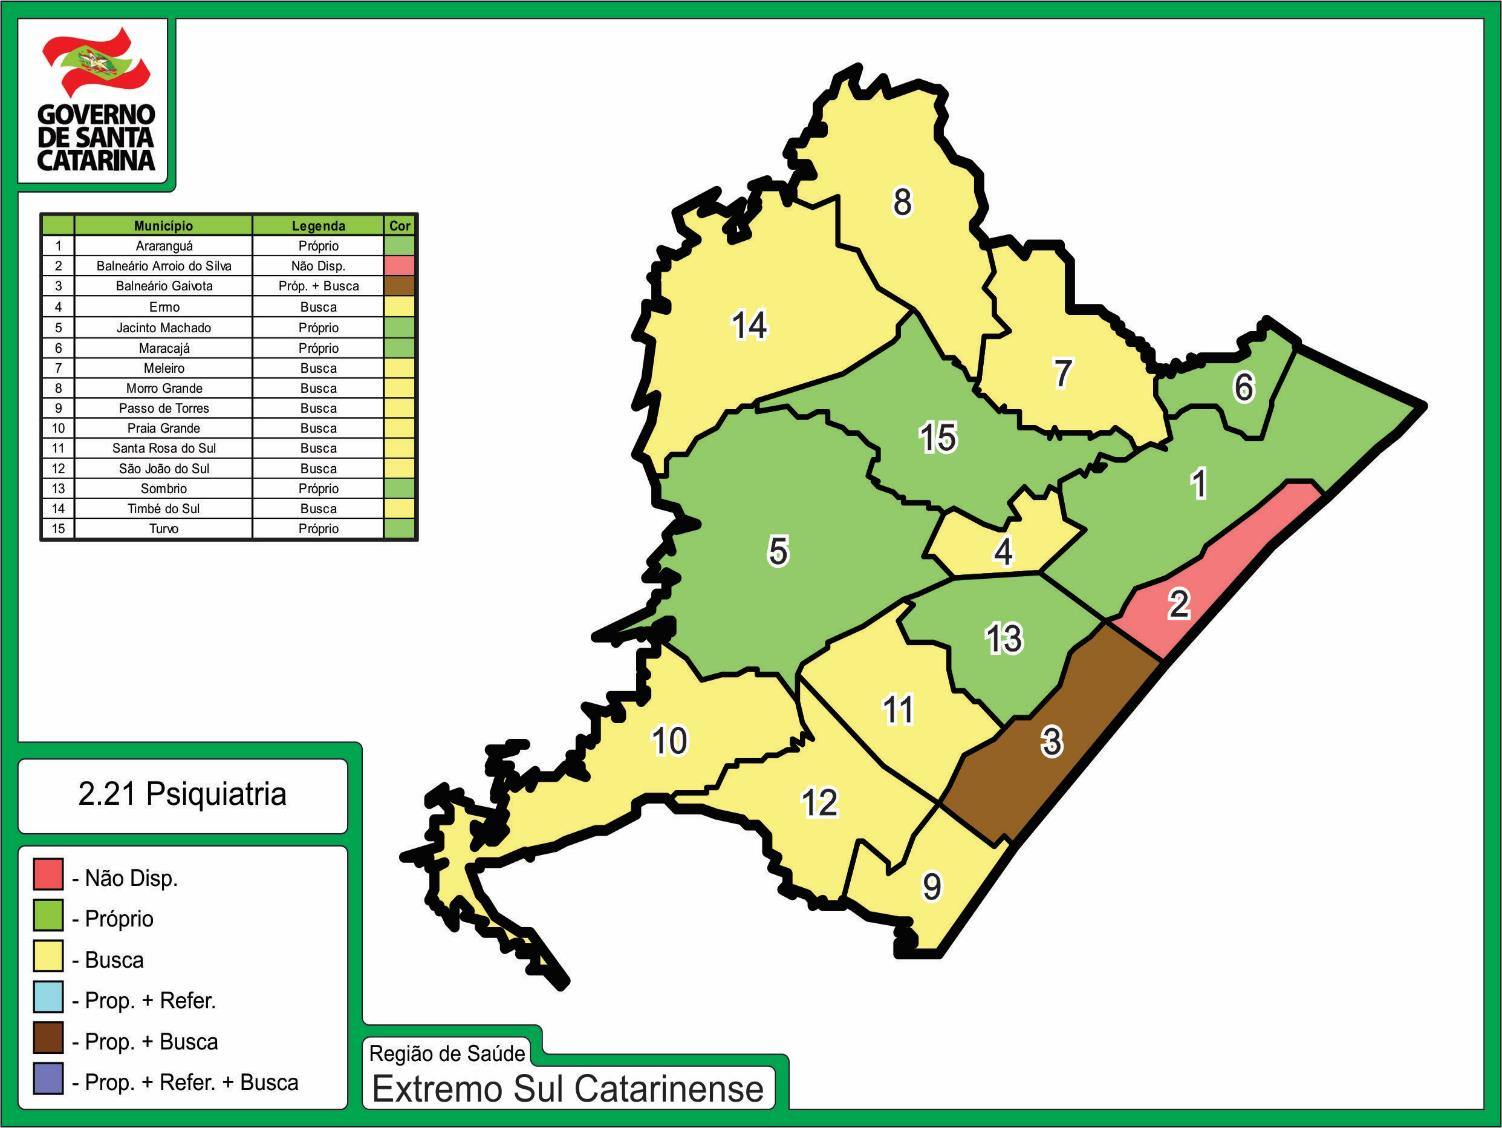 GOVERNO
DE SANTA
CATARINA
Município Legenda Cor
1 Araranguá Próprio
2 Balneário Arroio do Silva Não Disp.
3 Balneário Gaivota Próp. + Busca
4 Ermo Busca
5 Jacinto Machado Próprio
6 Maracajá Próprio
7 Meleiro Busca
8 Morro Grande Busca
9 Passo de Torres Busca
10 Praia Grande Busca
11 Santa Rosa do Sul Busca
12 São João do Sul Busca
13 Sombrio Próprio
14 Timbé do Sul Busca
15 Turvo Próprio
8
14
7
6
15
1
5
4
2
13
11
10
3
12
9
2.21 Psiquiatria
- Não Disp.
- Próprio
- Busca
- Prop. + Refer.
- Prop. + Busca
- Prop. + Refer. + Busca
Região de Saúde
Extremo Sul Catarinense